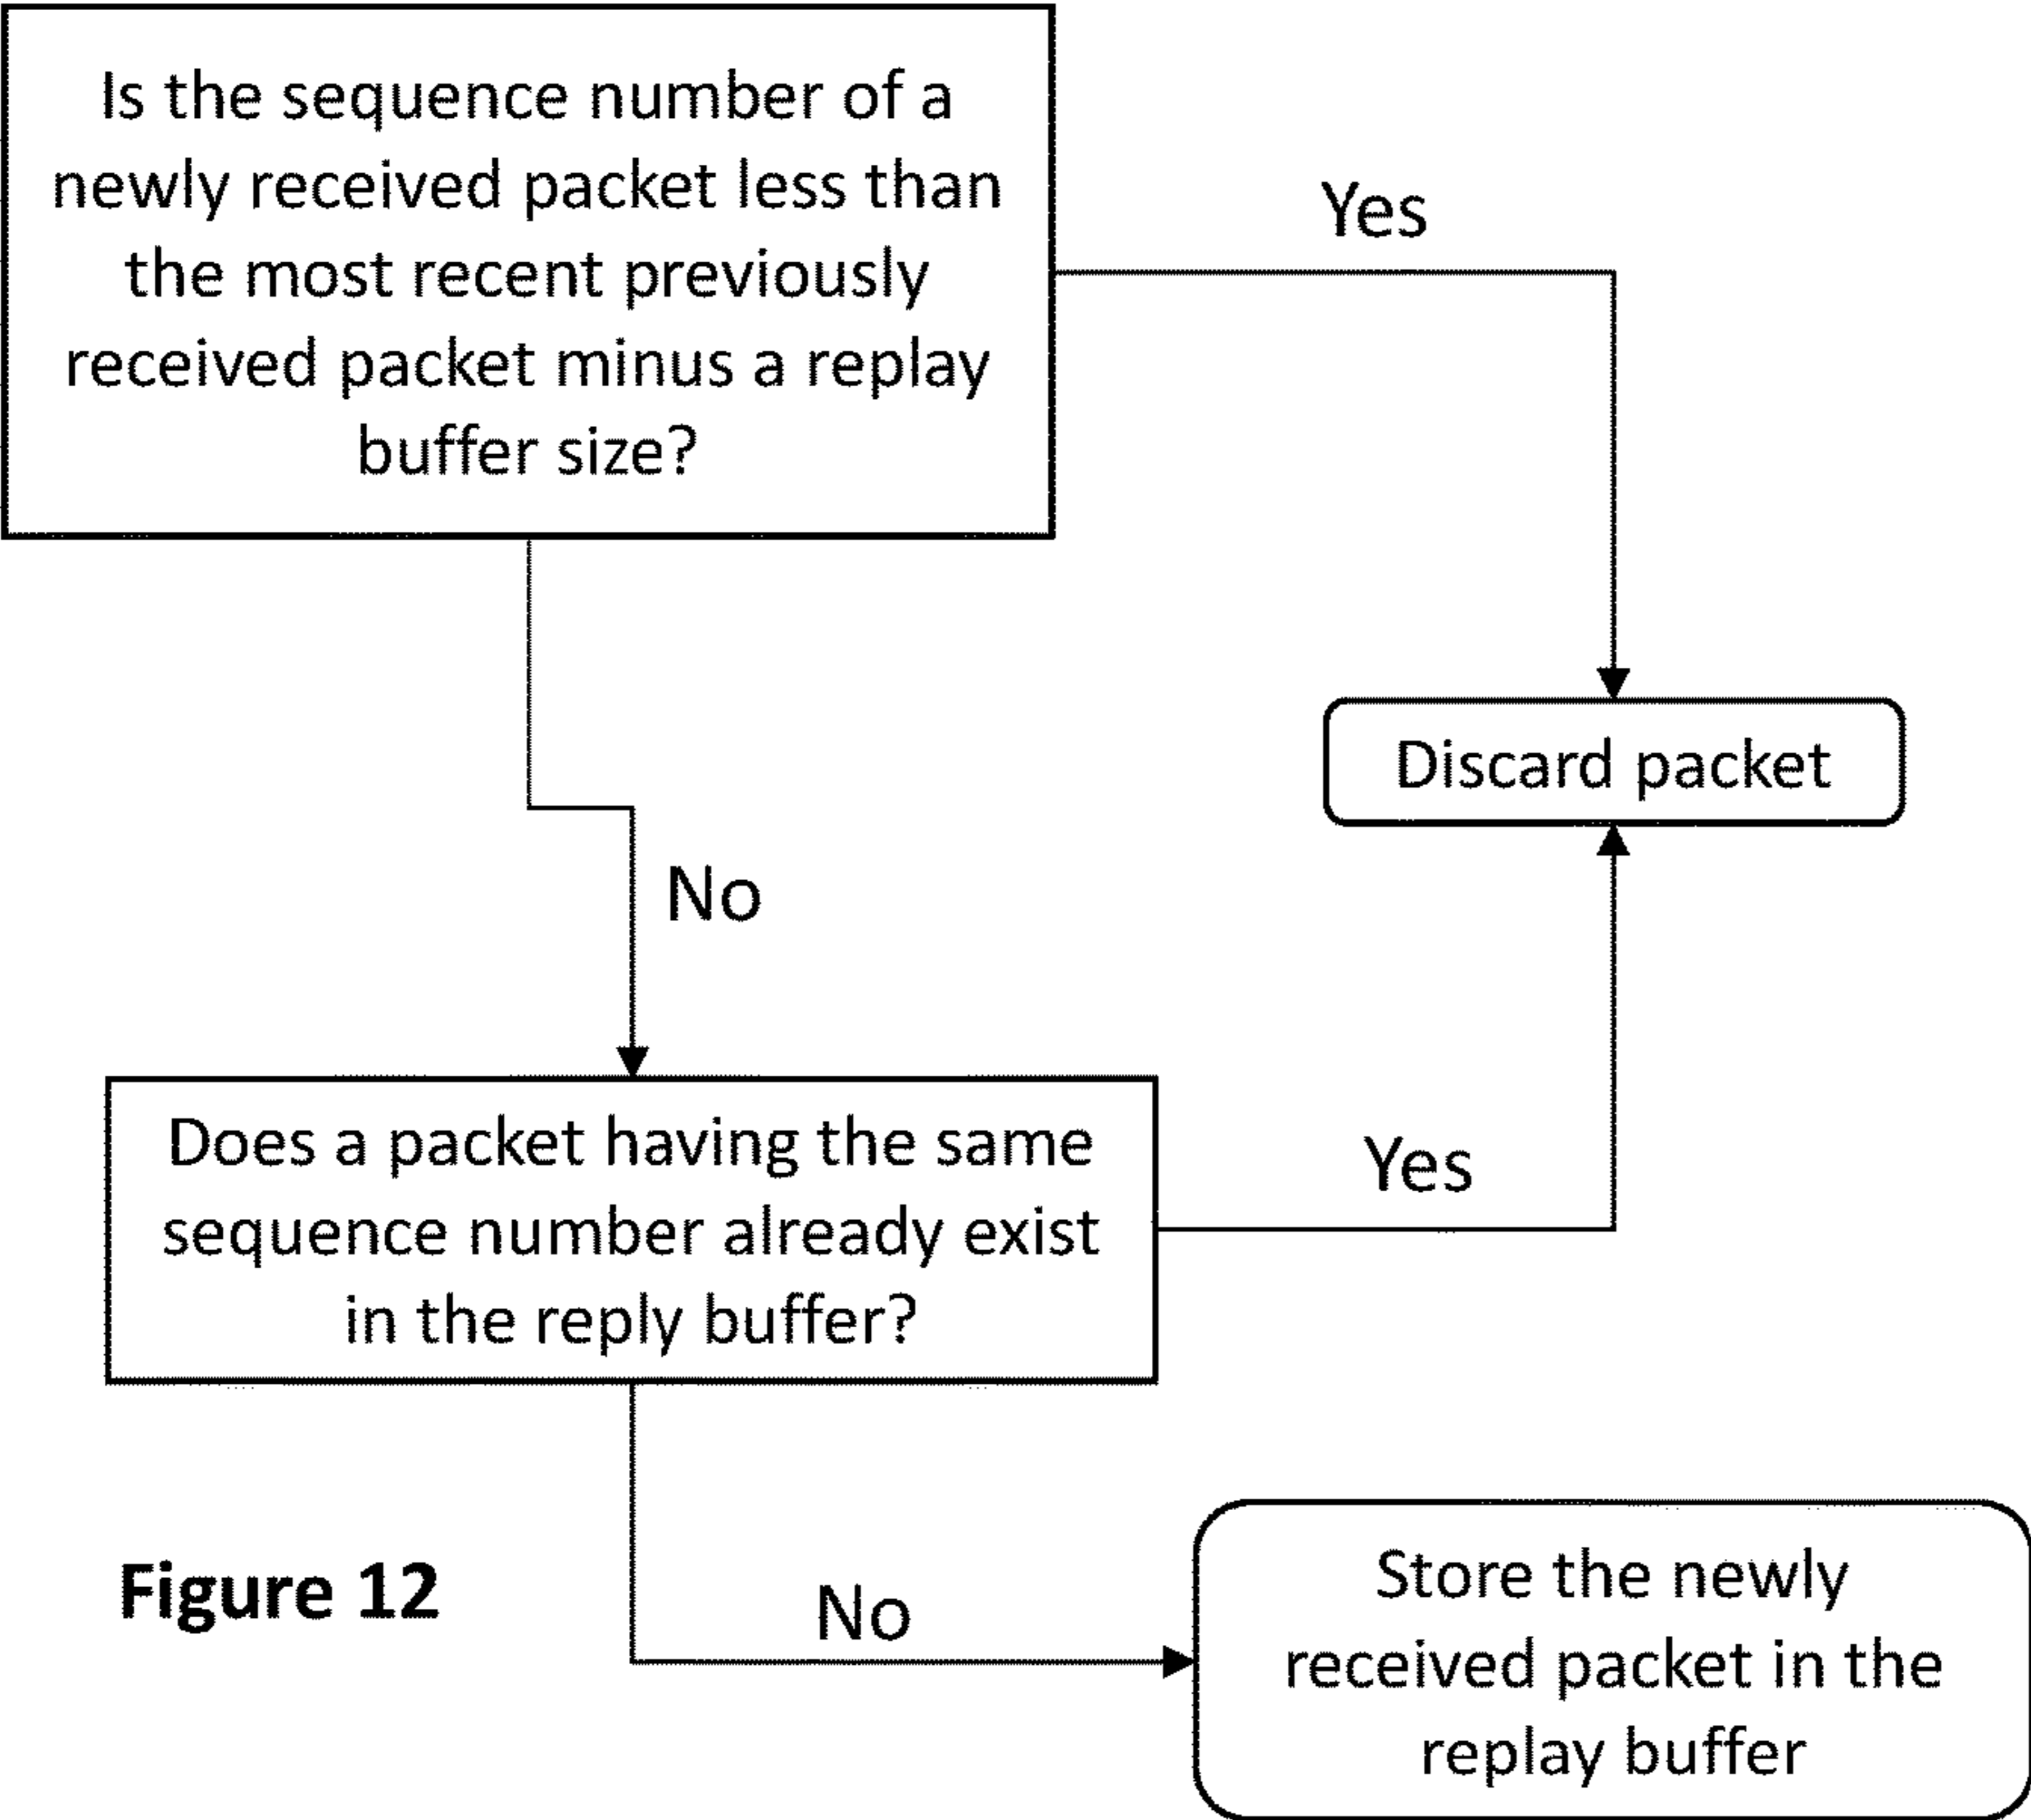 Is the sequence number of a
newly received packet less than
the most recent previously
received packet minus a replay
buffer size?
Yes
Discard packet
No
Does a packet having the same
sequence number already exist
in the reply buffer?
Yes
Figure 12
No
Store the newly
received packet in the
replay buffer